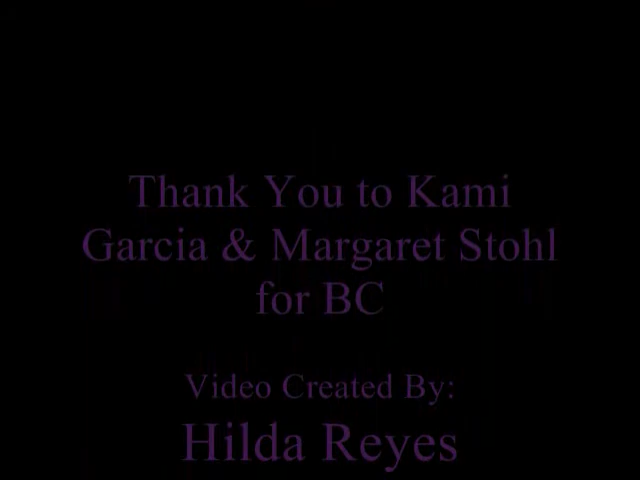 Thank You to Kami
Garcia & Margaret Stohl
for BC
Video Created By:
Hilda Reyes